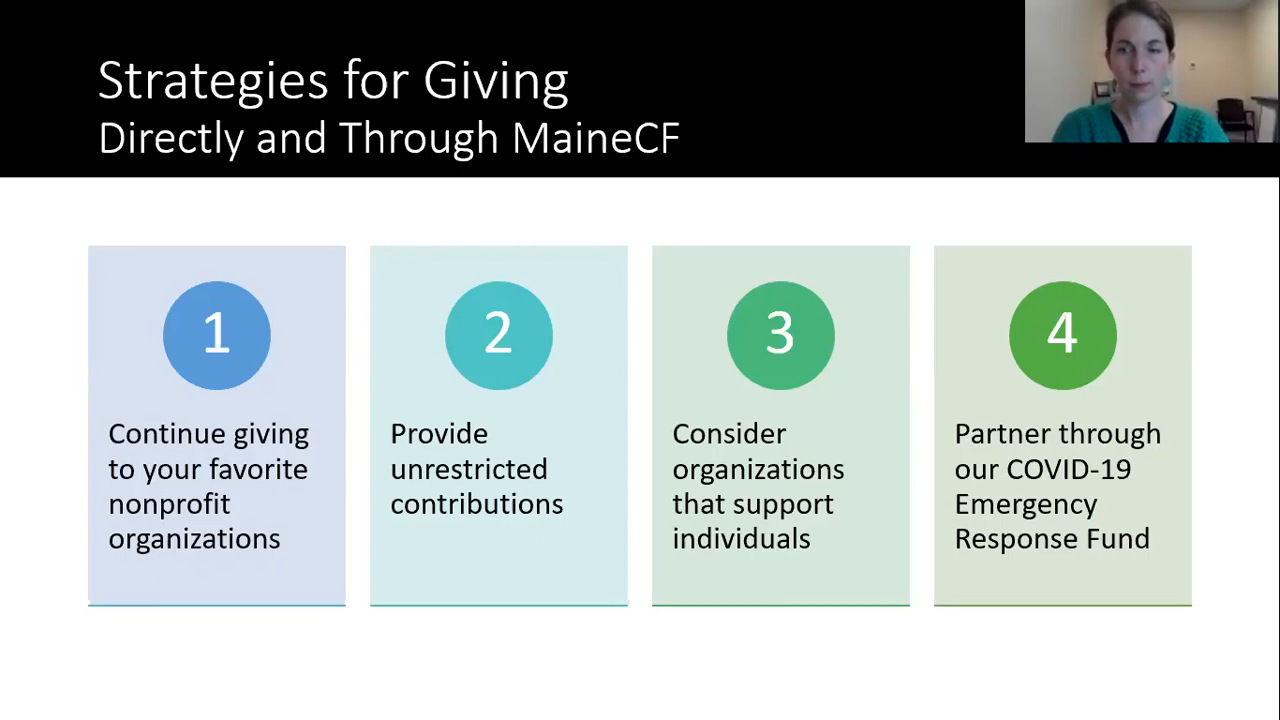 Strategies for Giving
Directly and Through MaineCF
1
Continue giving
to your favorite
nonprofit
organizations
2
Provide
unrestricted
contributions
3
Consider
organizations
that support
individuals
4
Partner through
our COVID-19
Emergency
Response Fund